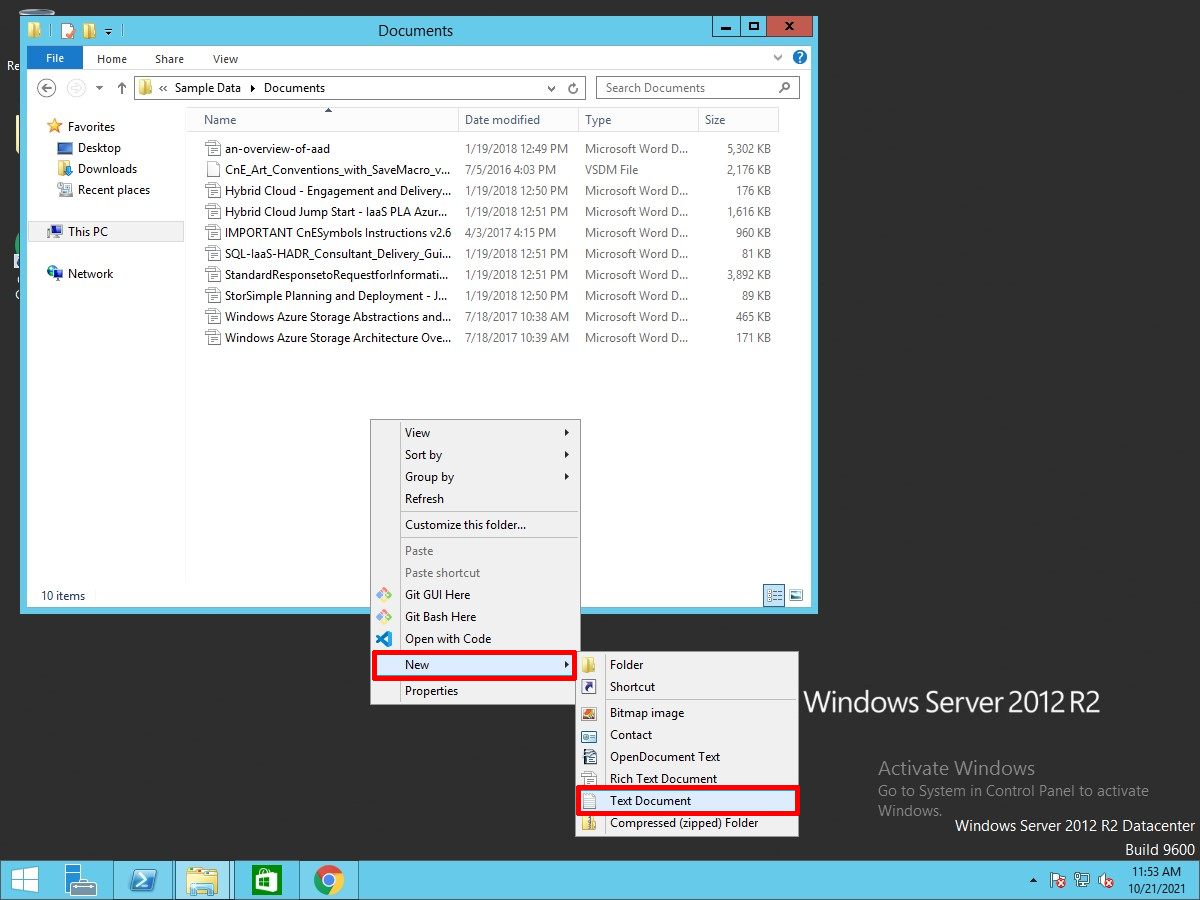 Documents
File Home Share View
« Sample Data Documents Search Documents
Re
Favorites
Desktop
Downloads
Recent places
This PC
Network
C
Name Date modified Type Size
an-overview-of-aad 1/19/2018 12:49 PM Microsoft Word D... 5,302 KB
CnE_Art_Conventions_with_SaveMacro_v... 7/5/2016 4:03 PM VSDM File 2,176 KB
Hybrid Cloud - Engagement and Delivery... 1/19/2018 12:50 PM Microsoft Word D... 176 KB
Hybrid Cloud Jump Start - IaaS PLA Azur... 1/19/2018 12:51 PM Microsoft Word D... 1,616 KB
IMPORTANT CnESymbols Instructions v2.6 4/3/2017 4:15 PM Microsoft Word D... 960 KB
SQL-IaaS-HADR_Consultant_Delivery_Gui... 1/19/2018 12:51 PM Microsoft Word D... 81 KB
StandardResponsetoRequestforInformati... 1/19/2018 12:51 PM Microsoft Word D... 3,892 KB
StorSimple Planning and Deployment - J... 1/19/2018 12:50 PM Microsoft Word D... 89 KB
Windows Azure Storage Abstractions and... 7/18/2017 10:38 AM Microsoft Word D... 465 KB
Windows Azure Storage Architecture Ove... 7/18/2017 10:39 AM Microsoft Word D... 171 KB
10 items
View
Sort by
Group by
Refresh
Customize this folder...
Paste
Paste shortcut
Git GUI Here
Git Bash Here
Open with Code
New
Properties
Folder
Shortcut
Bitmap image
Contact
OpenDocument Text
Rich Text Document
Text Document
Compressed (zipped) Folder
Windows Server 2012 R2
Activate Windows
Go to System in Control Panel to activate
Windows.
Windows Server 2012 R2 Datacenter
Build 9600
11:53 AM
10/21/2021